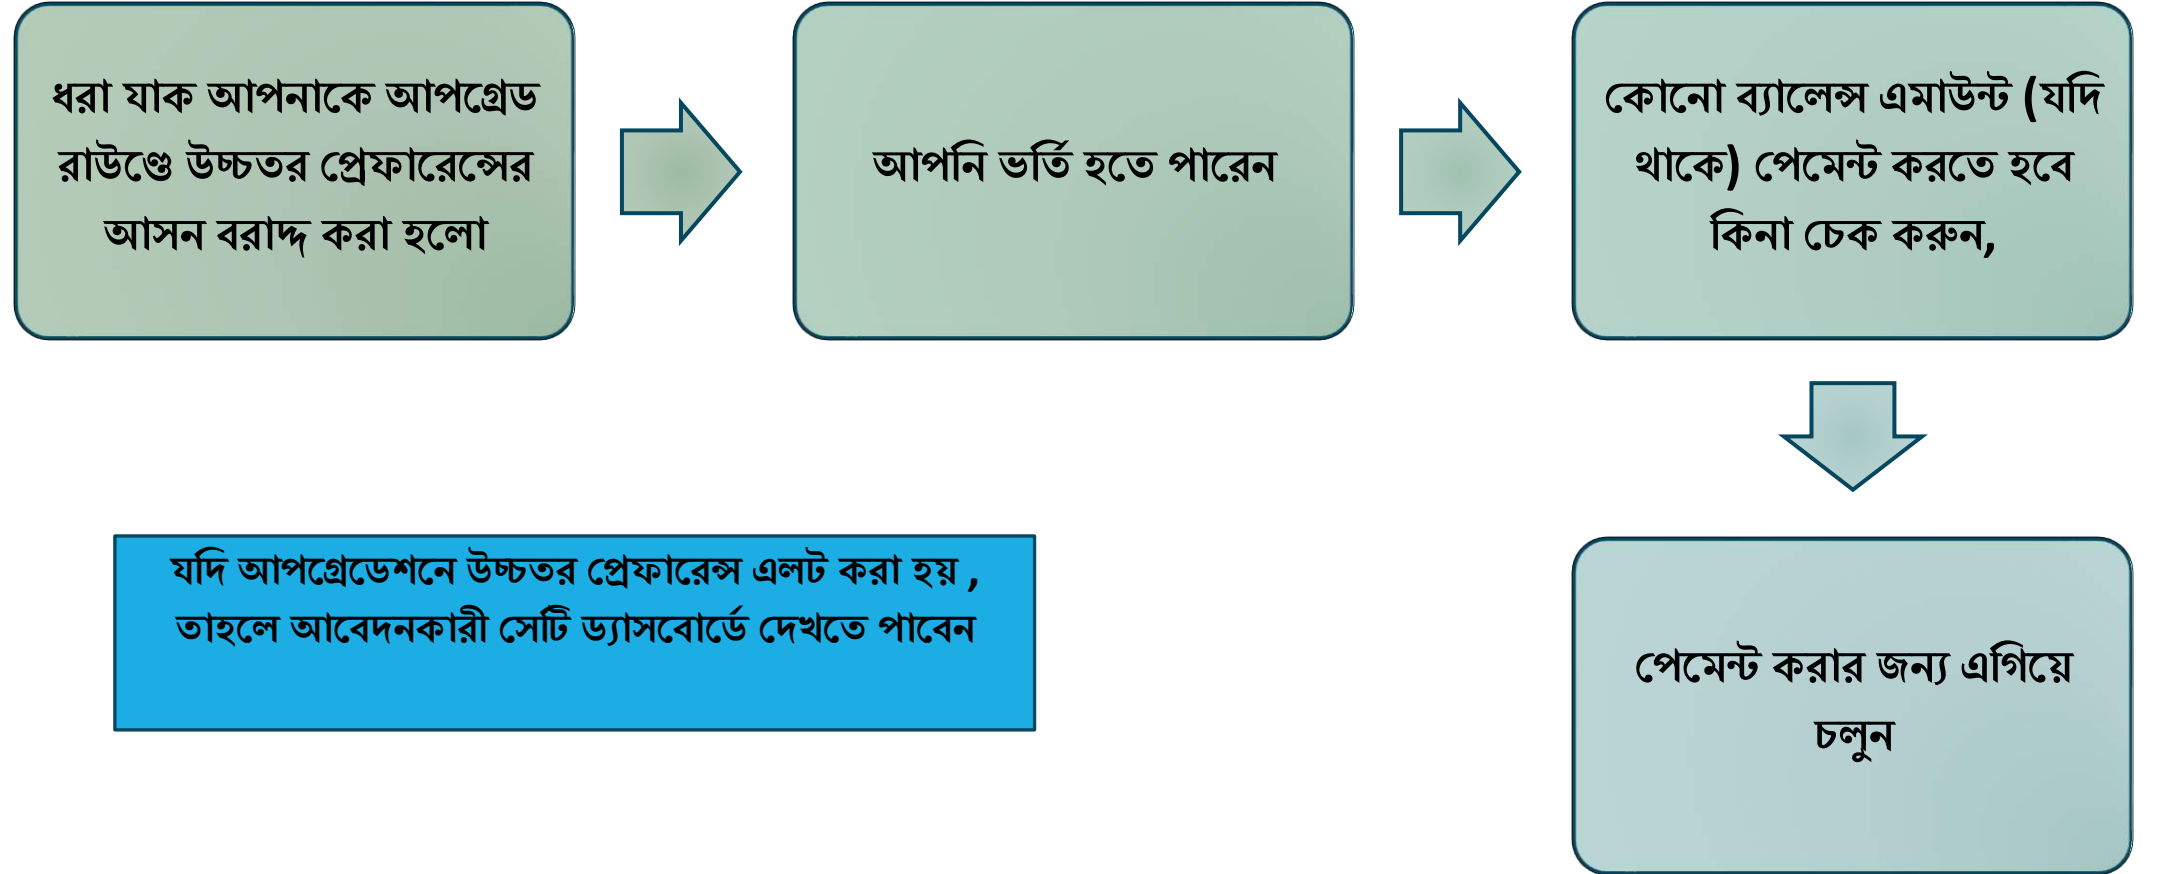 ধরা যাক আপনাকে আপগ্রেড
রাউণ্ডে উচ্চতর প্রেফারেন্সের
আসন বরাদ্দ করা হলো
আপনি ভর্তি হতে পারেন
কোনো ব্যালেন্স এমাউন্ট (যদি
থাকে) পেমেন্ট করতে হবে
কিনা চেক করুন,
যদি আপগ্রেডেশনে উচ্চতর প্রেফারেন্স এলট করা হয় ,
তাহলে আবেদনকারী সেটি ড্যাসবোর্ডে দেখতে পাবেন
পেমেন্ট করার জন্য এগিয়ে
চলুন